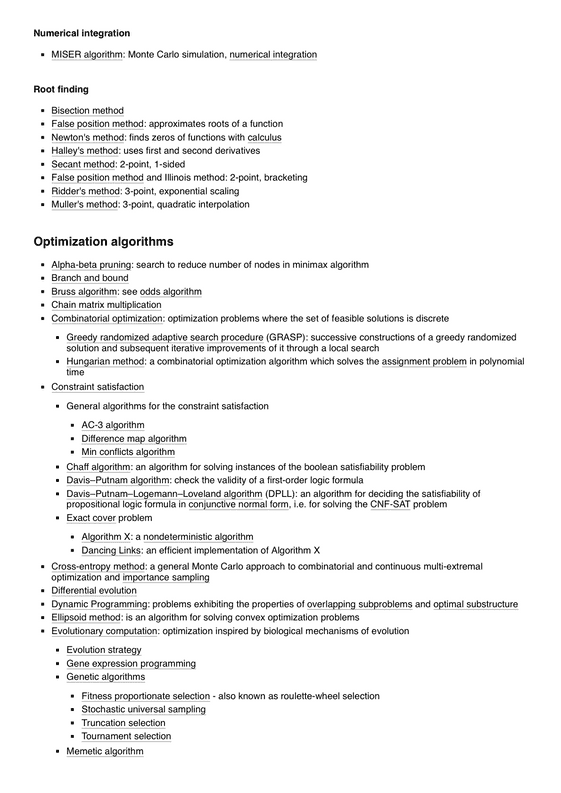 Numerical integration
MISER algorithm: Monte Carlo simulation, numerical integration
Root finding
Bisection method
False position method: approximates roots of a function
Newton's method: finds zeros of functions with calculus
Halley's method: uses first and second derivatives
Secant method: 2-point, 1-sided
False position method and Illinois method: 2-point, bracketing
Ridder's method: 3-point, exponential scaling
Muller's method: 3-point, quadratic interpolation
Optimization algorithms
Alpha-beta pruning: search to reduce number of nodes in minimax algorithm
Branch and bound
Bruss algorithm: see odds algorithm
Chain matrix multiplication
Combinatorial optimization: optimization problems where the set of feasible solutions is discrete
Greedy randomized adaptive search procedure (GRASP): successive constructions of a greedy randomized
solution and subsequent iterative improvements of it through a local search
Hungarian method: a combinatorial optimization algorithm which solves the assignment problem in polynomial
time
Constraint satisfaction
General algorithms for the constraint satisfaction
AC-3 algorithm
Difference map algorithm
Min conflicts algorithm
Chaff algorithm: an algorithm for solving instances of the boolean satisfiability problem
Davis–Putnam algorithm: check the validity of a first-order logic formula
Davis–Putnam–Logemann–Loveland algorithm (DPLL): an algorithm for deciding the satisfiability of
propositional logic formula in conjunctive normal form, i.e. for solving the CNF-SAT problem
Exact cover problem
Algorithm X: a nondeterministic algorithm
Dancing Links: an efficient implementation of Algorithm X
Cross-entropy method: a general Monte Carlo approach to combinatorial and continuous multi-extremal
optimization and importance sampling
Differential evolution
Dynamic Programming: problems exhibiting the properties of overlapping subproblems and optimal substructure
Ellipsoid method: is an algorithm for solving convex optimization problems
Evolutionary computation: optimization inspired by biological mechanisms of evolution
Evolution strategy
Gene expression programming
Genetic algorithms
Fitness proportionate selection - also known as roulette-wheel selection
Stochastic universal sampling
Truncation selection
Tournament selection
Memetic algorithm